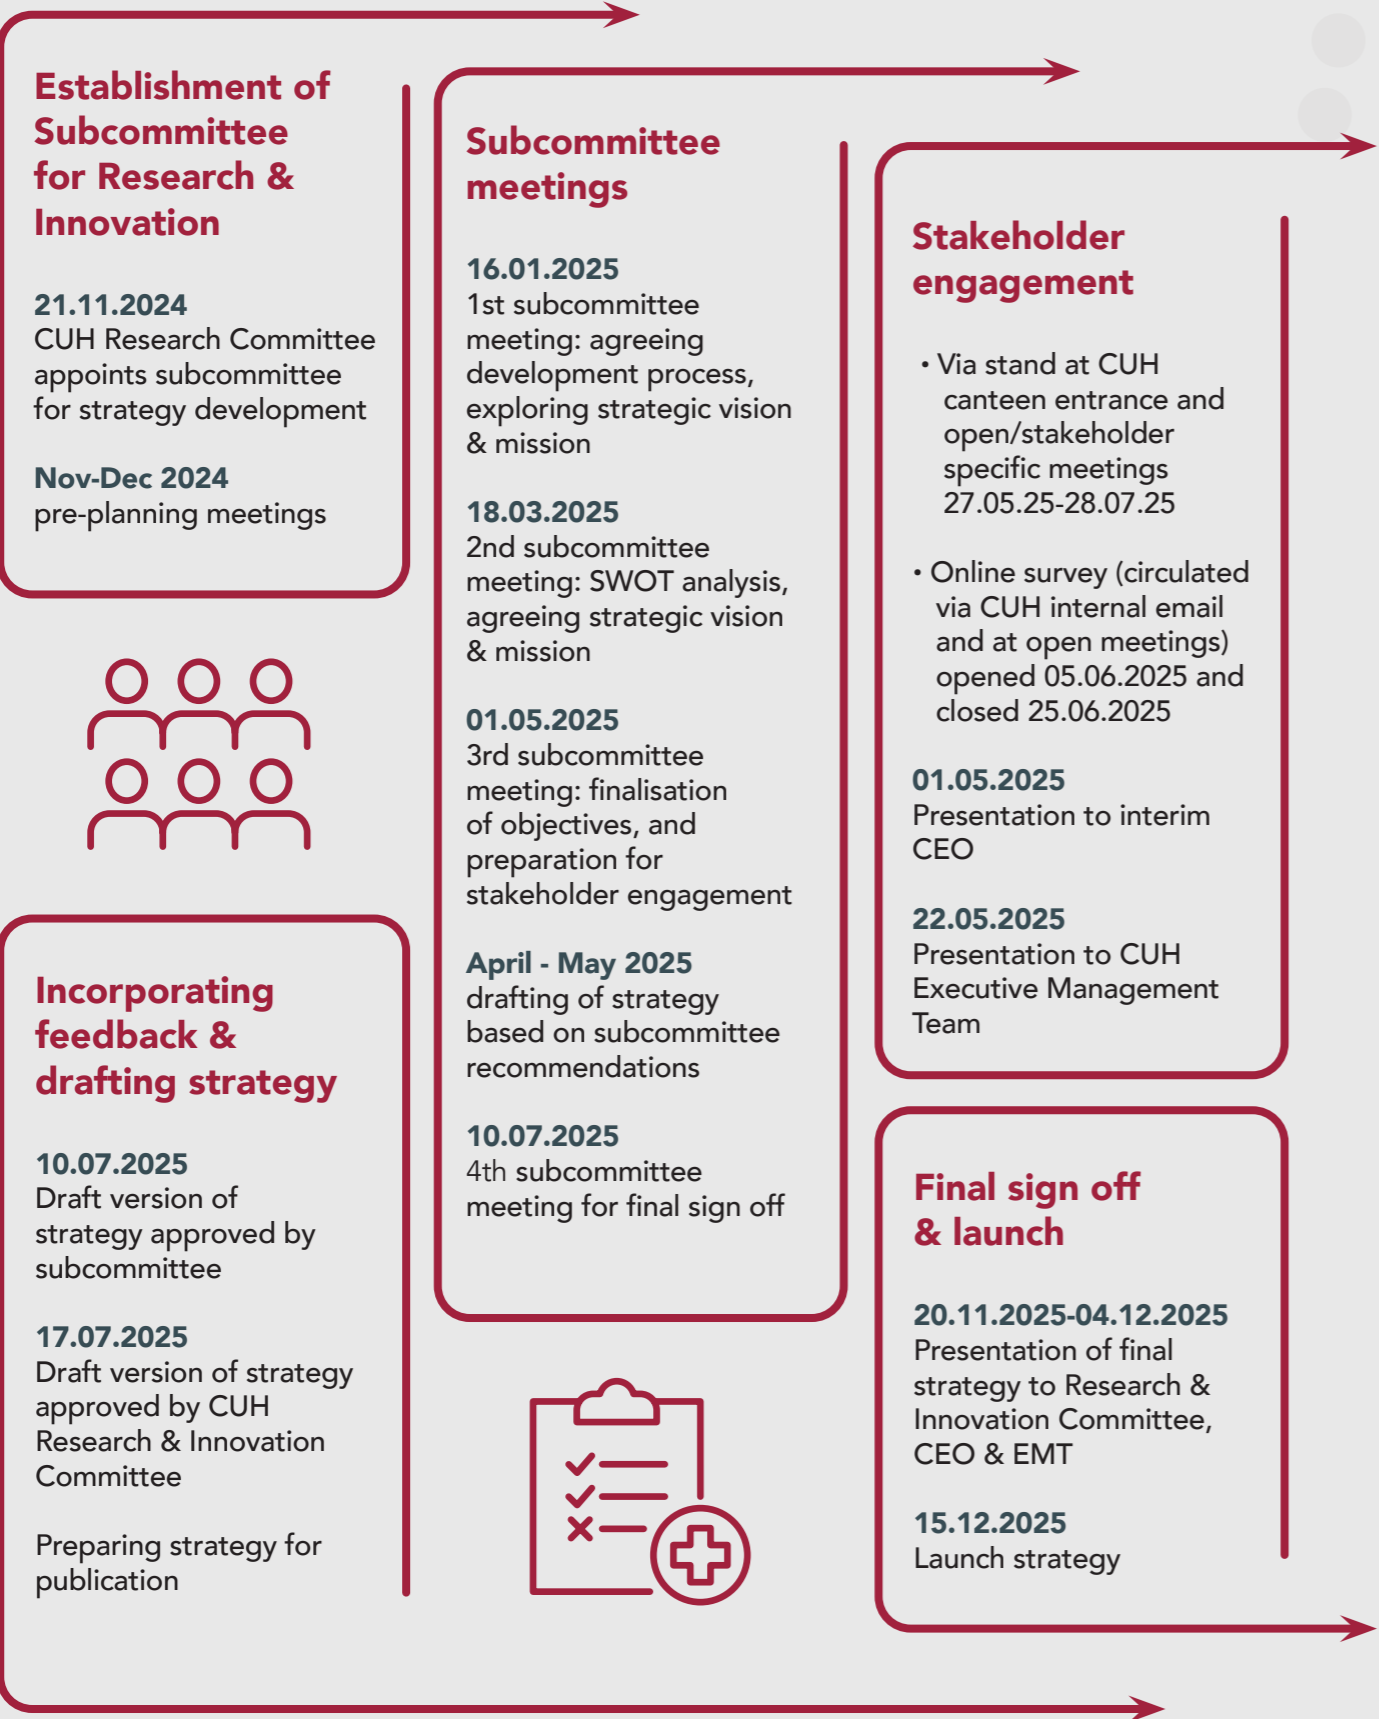 Establishment of
Subcommittee
for Research &
Innovation
21.11.2024
CUH Research Committee
appoints subcommittee
for strategy development
Nov-Dec 2024
pre-planning meetings
Subcommittee
meetings
16.01.2025
1st subcommittee
meeting: agreeing
development process,
exploring strategic vision
& mission
18.03.2025
2nd subcommittee
meeting: SWOT analysis,
agreeing strategic vision
& mission
01.05.2025
3rd subcommittee
meeting: finalisation
of objectives, and
preparation for
stakeholder engagement
April - May 2025
drafting of strategy
based on subcommittee
recommendations
10.07.2025
4th subcommittee
meeting for final sign off
Stakeholder
engagement
• Via stand at CUH
canteen entrance and
open/stakeholder
specific meetings
27.05.25-28.07.25
• Online survey (circulated
via CUH internal email
and at open meetings)
opened 05.06.2025 and
closed 25.06.2025
01.05.2025
Presentation to interim
CEO
22.05.2025
Presentation to CUH
Executive Management
Team
Incorporating
feedback &
drafting strategy
10.07.2025
Draft version of
strategy approved by
subcommittee
17.07.2025
Draft version of strategy
approved by CUH
Research & Innovation
Committee
Preparing strategy for
publication
Final sign off
& launch
20.11.2025-04.12.2025
Presentation of final
strategy to Research &
Innovation Committee,
CEO & EMT
15.12.2025
Launch strategy